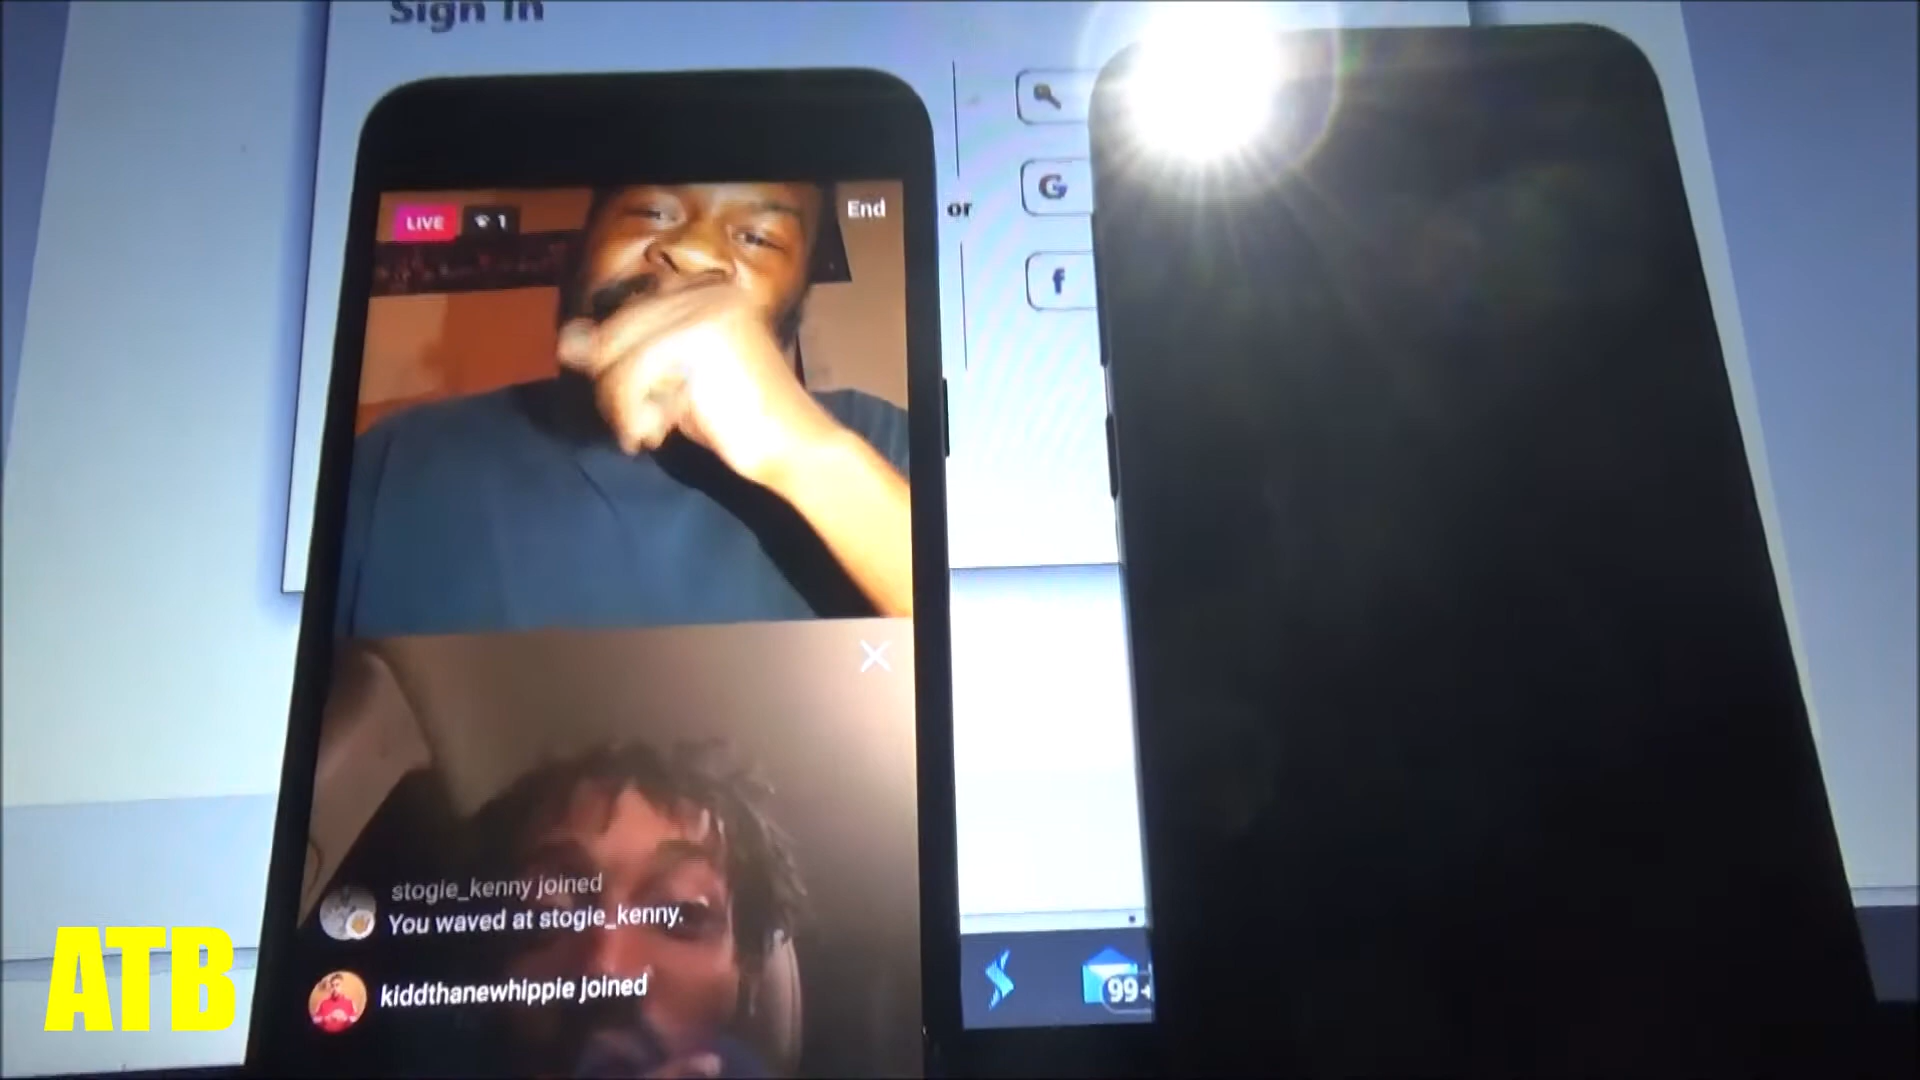 Sign In
LIVE
1
End
or
G
f
stogie_kenny joined
You waved at stogie_kenny.
kiddthanewhippie joined
99+
ATB